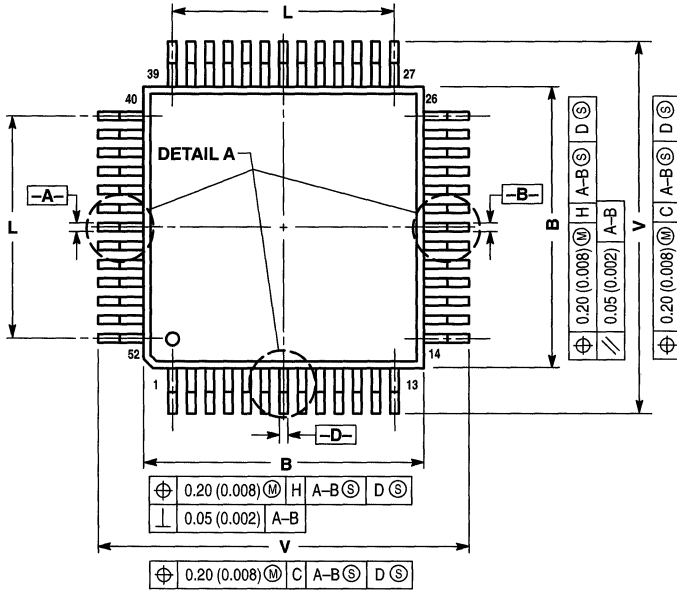 L
39
27
40
26
DETAIL A
–A–
–B–
L
B
V
⌖ 0.20 (0.008) Ⓜ H A–B Ⓢ D Ⓢ
⫽ 0.05 (0.002) A–B
⌖ 0.20 (0.008) Ⓜ C A–B Ⓢ D Ⓢ
52
14
1
13
–D–
B
⌖ 0.20 (0.008) Ⓜ H A–B Ⓢ D Ⓢ
⊥ 0.05 (0.002) A–B
V
⌖ 0.20 (0.008) Ⓜ C A–B Ⓢ D Ⓢ